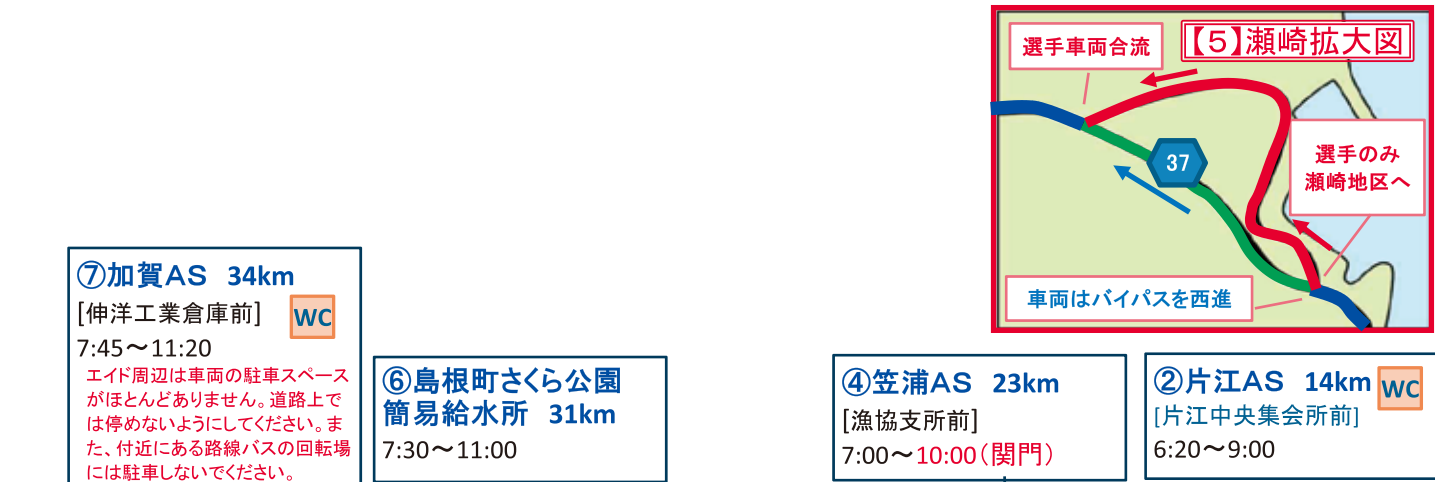 【5】瀬崎拡大図
選手車両合流
37
選手のみ
瀬崎地区へ
車両はバイパスを西進
⑦加賀AS 34km
[伸洋工業倉庫前]
WC
7:45～11:20
エイド周辺は車両の駐車スペース
がほとんどありません。道路上で
は停めないようにしてください。ま
た、付近にある路線バスの回転場
には駐車しないでください。
⑥島根町さくら公園
簡易給水所 31km
7:30～11:00
④笠浦AS 23km
[漁協支所前]
7:00～10:00(関門)
②片江AS 14km
WC
[片江中央集会所前]
6:20～9:00